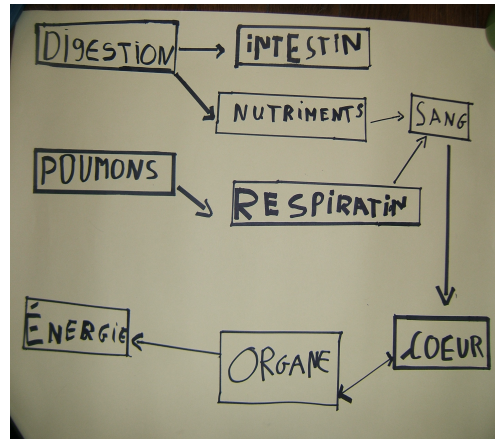 DIGESTION
INTESTIN
NUTRIMENTS
SANG
POUMONS
RESPIRATIN
ÉNERGIE
ORGANE
COEUR